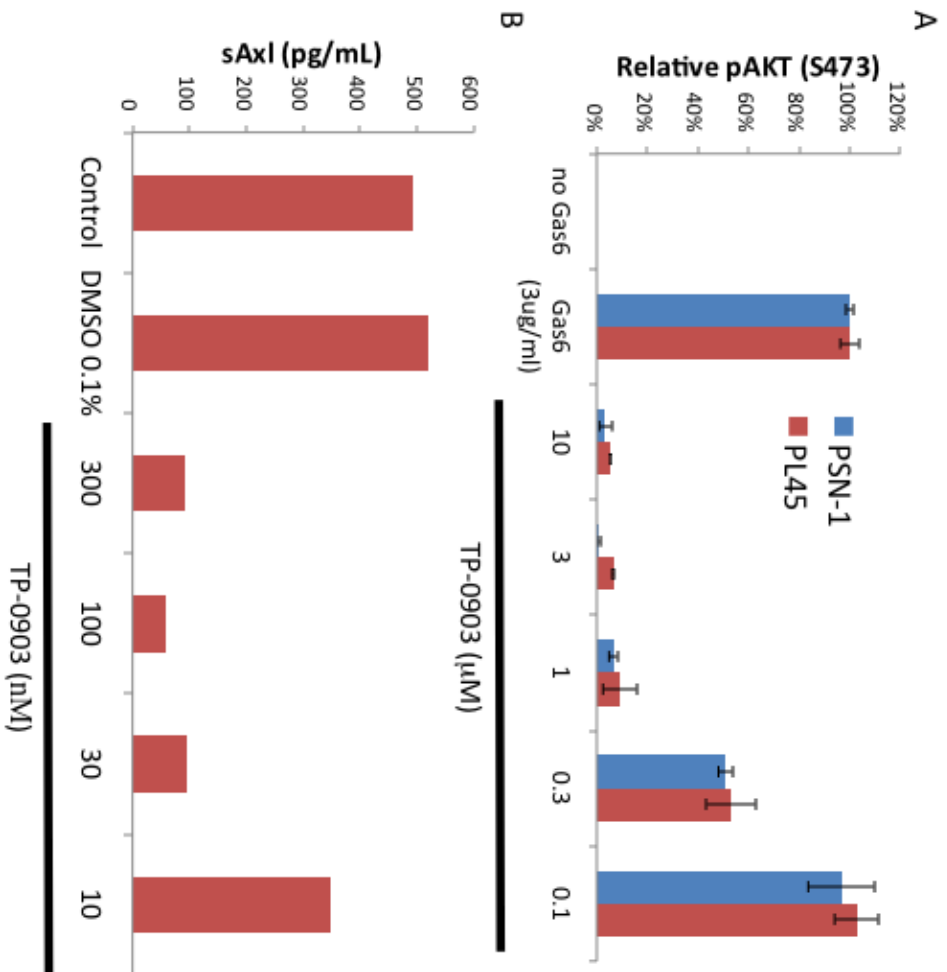 A
Relative pAKT (S473)
120%
100%
80%
60%
40%
20%
0%
PSN-1
PL45
no Gas6
Gas6
(3ug/ml)
10
3
1
0.3
0.1
TP-0903 (μM)
B
sAxl (pg/mL)
600
500
400
300
200
100
0
Control
DMSO 0.1%
300
100
30
10
TP-0903 (nM)